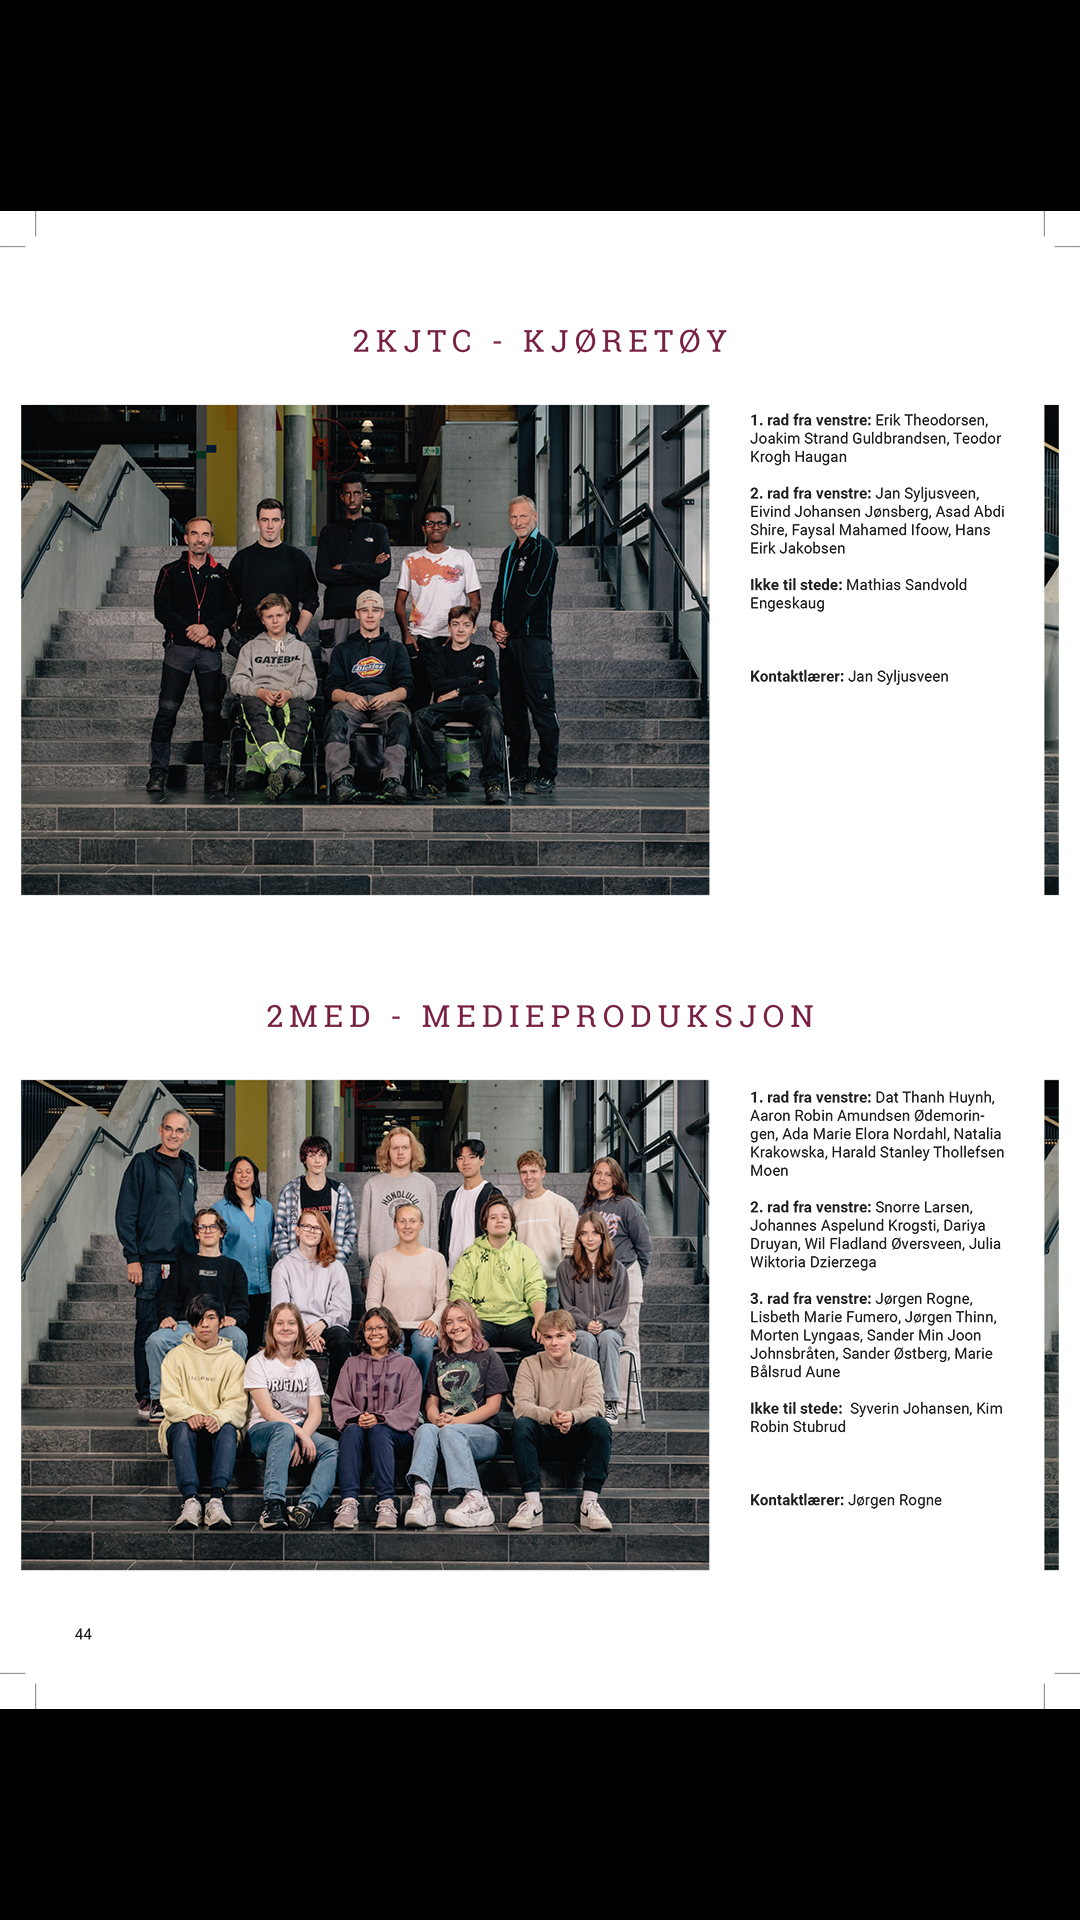 2KJTC - KJØRETØY
1. rad fra venstre: Erik Theodorsen,
Joakim Strand Guldbrandsen, Teodor
Krogh Haugan
2. rad fra venstre: Jan Syljusveen,
Eivind Johansen Jønsberg, Asad Abdi
Shire, Faysal Mahamed Ifoow, Hans
Eirk Jakobsen
Ikke til stede: Mathias Sandvold
Engeskaug
Kontaktlærer: Jan Syljusveen
GATEBIL
Dickies
2MED - MEDIEPRODUKSJON
1. rad fra venstre: Dat Thanh Huynh,
Aaron Robin Amundsen Ødemorin-
gen, Ada Marie Elora Nordahl, Natalia
Krakowska, Harald Stanley Thollefsen
Moen
2. rad fra venstre: Snorre Larsen,
Johannes Aspelund Krogsti, Dariya
Druyan, Wil Fladland Øversveen, Julia
Wiktoria Dzierzega
3. rad fra venstre: Jørgen Rogne,
Lisbeth Marie Fumero, Jørgen Thinn,
Morten Lyngaas, Sander Min Joon
Johnsbråten, Sander Østberg, Marie
Bålsrud Aune
Ikke til stede: Syverin Johansen, Kim
Robin Stubrud
Kontaktlærer: Jørgen Rogne
HONOLULU
ORIGINA
44